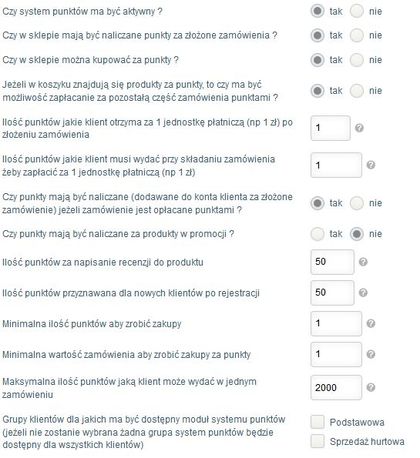 Czy system punktów ma być aktywny ? tak nie
Czy w sklepie mają być naliczane punkty za złożone zamówienia ? tak nie
Czy w sklepie można kupować za punkty ? tak nie
Jeżeli w koszyku znajdują się produkty za punkty, to czy ma być
możliwość zapłacanie za pozostałą część zamówienia punktami ? tak nie
Ilość punktów jakie klient otrzyma za 1 jednostkę płatniczą (np 1 zł) po
złożeniu zamówienia 1 ?
Ilość punktów jakie klient musi wydać przy składaniu zamówienia
żeby zapłacić za 1 jednostkę płatniczą (np 1 zł) 1 ?
Czy punkty mają być naliczane (dodawane do konta klienta za złożone
zamówienie) jeżeli zamówienie jest opłacane punktami ? tak nie
Czy punkty mają być naliczane za produkty w promocji ? tak nie
Ilość punktów za napisanie recenzji do produktu 50 ?
Ilość punktów przyznawana dla nowych klientów po rejestracji 50 ?
Minimalna ilość punktów aby zrobić zakupy 1 ?
Minimalna wartość zamówienia aby zrobić zakupy za punkty 1 ?
Maksymalna ilość punktów jaką klient może wydać w jednym
zamówieniu 2000 ?
Grupy klientów dla jakich ma być dostępny moduł systemu punktów
(jeżeli nie zostanie wybrana żadna grupa system punktów będzie
dostępny dla wszystkich klientów)
Podstawowa
Sprzedaż hurtowa